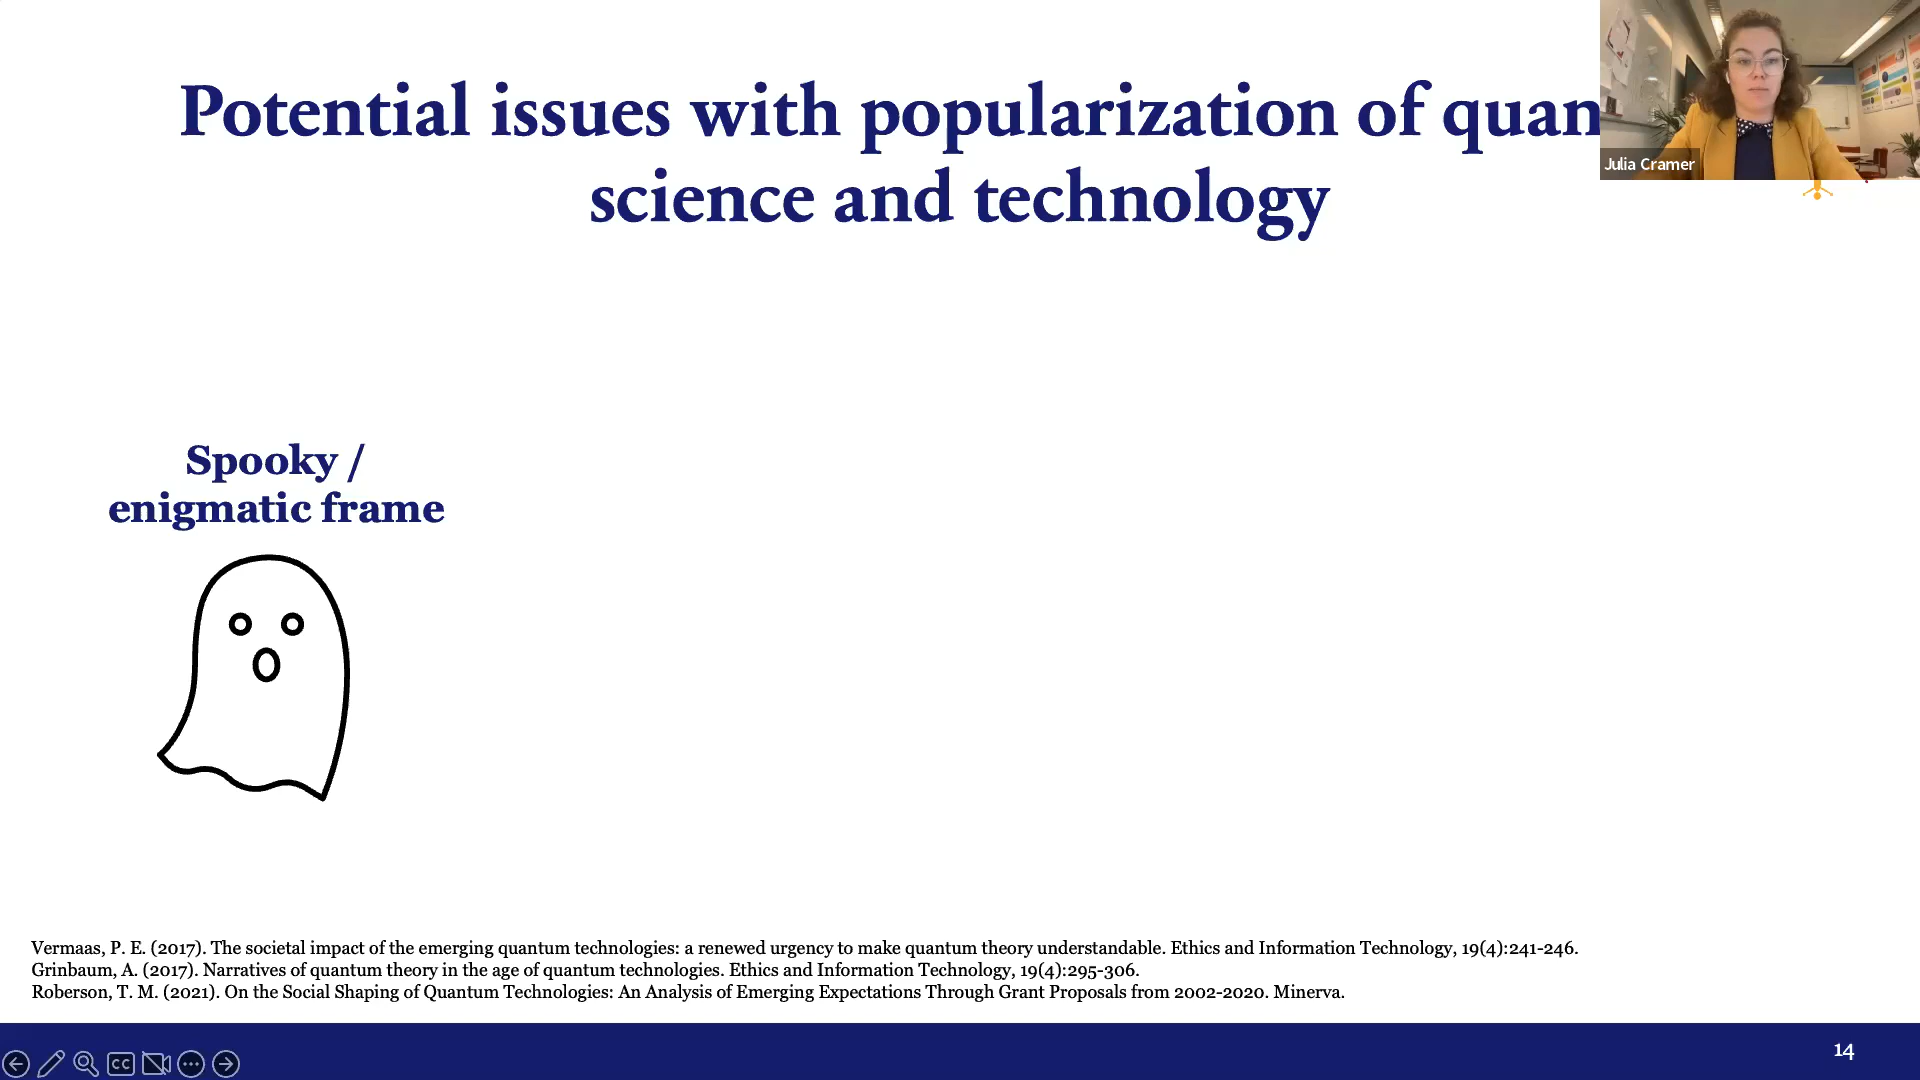 Potential issues with popularization of quan
science and technology
Julia Cramer
Spooky /
enigmatic frame
Vermaas, P. E. (2017). The societal impact of the emerging quantum technologies: a renewed urgency to make quantum theory understandable. Ethics and Information Technology, 19(4):241-246.
Grinbaum, A. (2017). Narratives of quantum theory in the age of quantum technologies. Ethics and Information Technology, 19(4):295-306.
Roberson, T. M. (2021). On the Social Shaping of Quantum Technologies: An Analysis of Emerging Expectations Through Grant Proposals from 2002-2020. Minerva.
CC
14